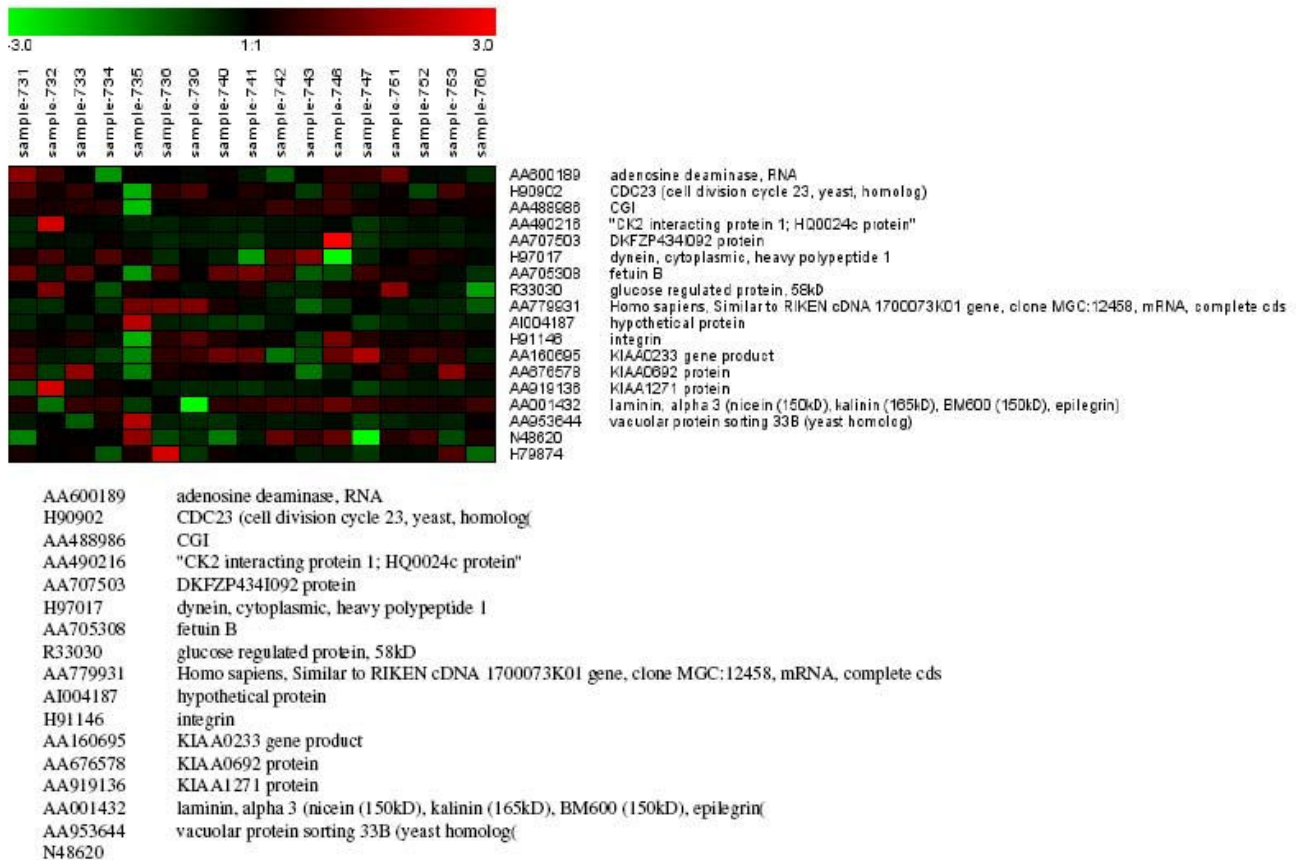 -3.0 1:1 3.0
sample-731
sample-732
sample-733
sample-734
sample-735
sample-736
sample-739
sample-740
sample-741
sample-742
sample-743
sample-746
sample-747
sample-751
sample-752
sample-753
sample-760
AA600189 adenosine deaminase, RNA
H90902 CDC23 (cell division cycle 23, yeast, homolog)
AA488986 CGI
AA490216 "CK2 interacting protein 1; HQ0024c protein"
AA707503 DKFZP434I092 protein
H97017 dynein, cytoplasmic, heavy polypeptide 1
AA705308 fetuin B
R33030 glucose regulated protein, 58kD
AA779931 Homo sapiens, Similar to RIKEN cDNA 1700073K01 gene, clone MGC:12458, mRNA, complete cds
AI004187 hypothetical protein
H91146 integrin
AA160695 KIAA0233 gene product
AA676578 KIAA0692 protein
AA919136 KIAA1271 protein
AA001432 laminin, alpha 3 (nicein (150kD), kalinin (165kD), BM600 (150kD), epilegrin)
AA953644 vacuolar protein sorting 33B (yeast homolog)
N48620
H79874
AA600189 adenosine deaminase, RNA
H90902 CDC23 (cell division cycle 23, yeast, homolog(
AA488986 CGI
AA490216 "CK2 interacting protein 1; HQ0024c protein"
AA707503 DKFZP434I092 protein
H97017 dynein, cytoplasmic, heavy polypeptide 1
AA705308 fetuin B
R33030 glucose regulated protein, 58kD
AA779931 Homo sapiens, Similar to RIKEN cDNA 1700073K01 gene, clone MGC:12458, mRNA, complete cds
AI004187 hypothetical protein
H91146 integrin
AA160695 KIAA0233 gene product
AA676578 KIAA0692 protein
AA919136 KIAA1271 protein
AA001432 laminin, alpha 3 (nicein (150kD), kalinin (165kD), BM600 (150kD), epilegrin(
AA953644 vacuolar protein sorting 33B (yeast homolog(
N48620